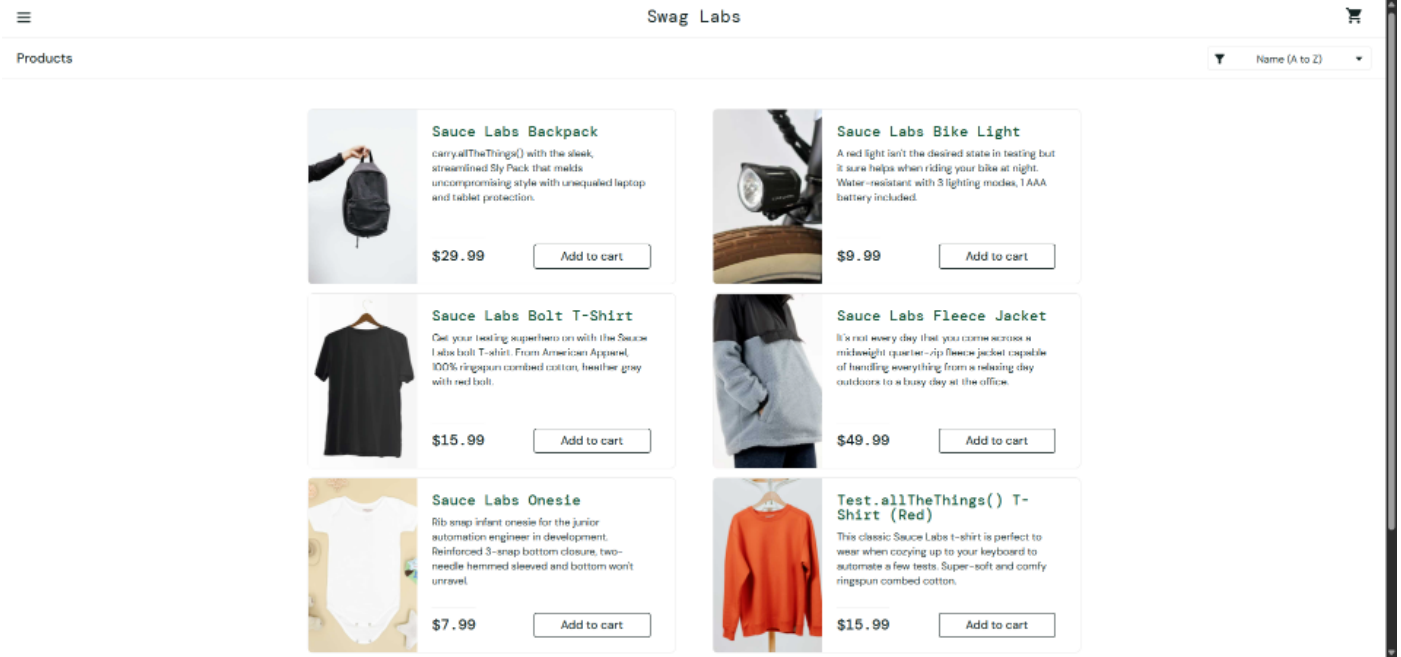 Swag Labs
Products
Name (A to Z)
Sauce Labs Backpack
carry.allTheThings() with the sleek,
streamlined Sly Pack that melds
uncompromising style with unequaled laptop
and tablet protection.
$29.99
Add to cart
Sauce Labs Bike Light
A red light isn't the desired state in testing but
it sure helps when riding your bike at night.
Water-resistant with 3 lighting modes, 1 AAA
battery included.
$9.99
Add to cart
Sauce Labs Bolt T-Shirt
Get your testing superhero on with the Sauce
Labs bolt T-shirt. From American Apparel,
100% ringspun combed cotton, heather gray
with red bolt.
$15.99
Add to cart
Sauce Labs Fleece Jacket
It's not every day that you come across a
midweight quarter-zip fleece jacket capable
of handling everything from a relaxing day
outdoors to a busy day at the office.
$49.99
Add to cart
Sauce Labs Onesie
Rib snap infant onesie for the junior
automation engineer in development.
Reinforced 3-snap bottom closure, two-
needle hemmed sleeved and bottom won't
unravel.
$7.99
Add to cart
Test.allTheThings() T-
Shirt (Red)
This classic Sauce Labs t-shirt is perfect to
wear when cozying up to your keyboard to
automate a few tests. Super-soft and comfy
ringspun combed cotton.
$15.99
Add to cart